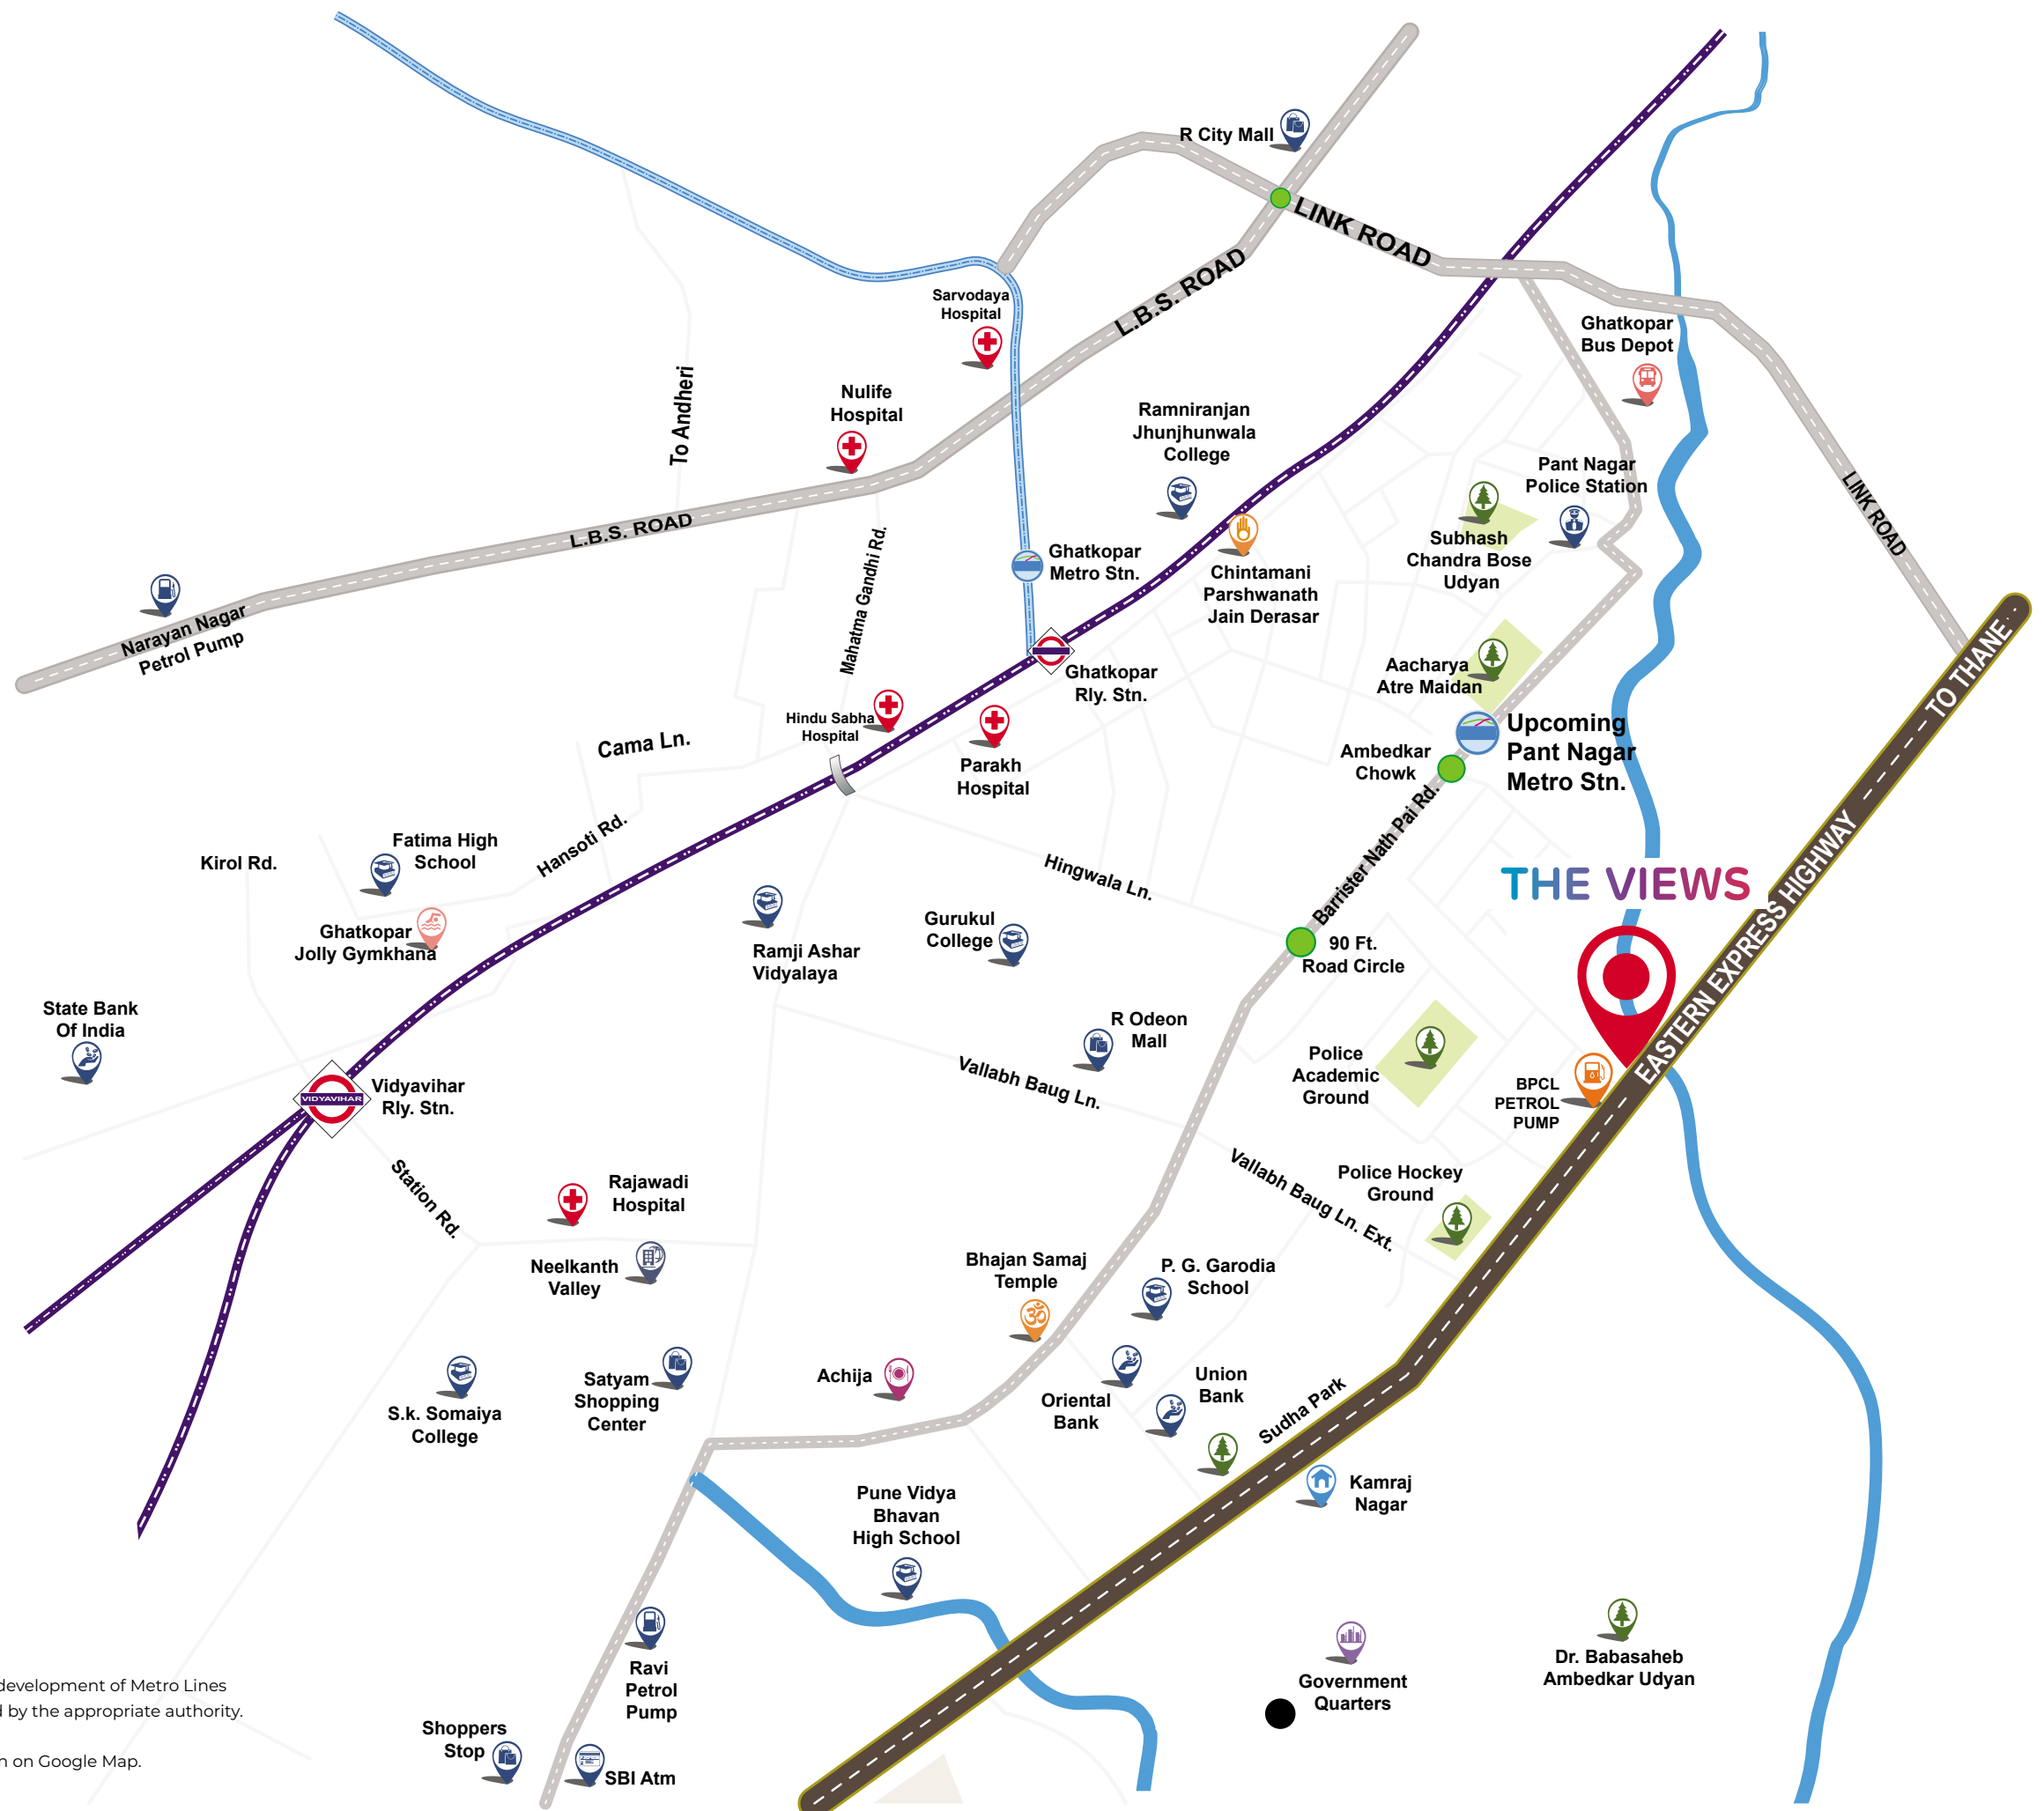 R City Mall
LINK ROAD
L.B.S. ROAD
Sarvodaya
Hospital
Ghatkopar
Bus Depot
To Andheri
Nulife
Hospital
Ramniranjan
Jhunjhunwala
College
Pant Nagar
Police Station
LINK ROAD
L.B.S. ROAD
Mahatma Gandhi Rd.
Ghatkopar
Metro Stn.
Subhash
Chandra Bose
Udyan
Chintamani
Parshwanath
Jain Derasar
Narayan Nagar
Petrol Pump
Ghatkopar
Rly. Stn.
Aacharya
Atre Maidan
TO THANE
Hindu Sabha
Hospital
Cama Ln.
Parakh
Hospital
Upcoming
Pant Nagar
Metro Stn.
Ambedkar
Chowk
Barrister Nath Pai Rd.
Fatima High
School
Kirol Rd.
Hansoti Rd.
Hingwala Ln.
THE VIEWS
EASTERN EXPRESS HIGHWAY
Ghatkopar
Jolly Gymkhana
Ramji Ashar
Vidyalaya
Gurukul
College
90 Ft.
Road Circle
State Bank
Of India
R Odeon
Mall
Vallabh Baug Ln.
Police
Academic
Ground
BPCL
PETROL
PUMP
VIDYAVIHAR
Vidyavihar
Rly. Stn.
Station Rd.
Rajawadi
Hospital
Vallabh Baug Ln. Ext.
Police Hockey
Ground
Neelkanth
Valley
Bhajan Samaj
Temple
P. G. Garodia
School
Achija
Satyam
Shopping
Center
S.k. Somaiya
College
Oriental
Bank
Union
Bank
Sudha Park
Kamraj
Nagar
Pune Vidya
Bhavan
High School
Ravi
Petrol
Pump
Government
Quarters
Dr. Babasaheb
Ambedkar Udyan
Shoppers
Stop
SBI Atm
development of Metro Lines
by the appropriate authority.
on Google Map.